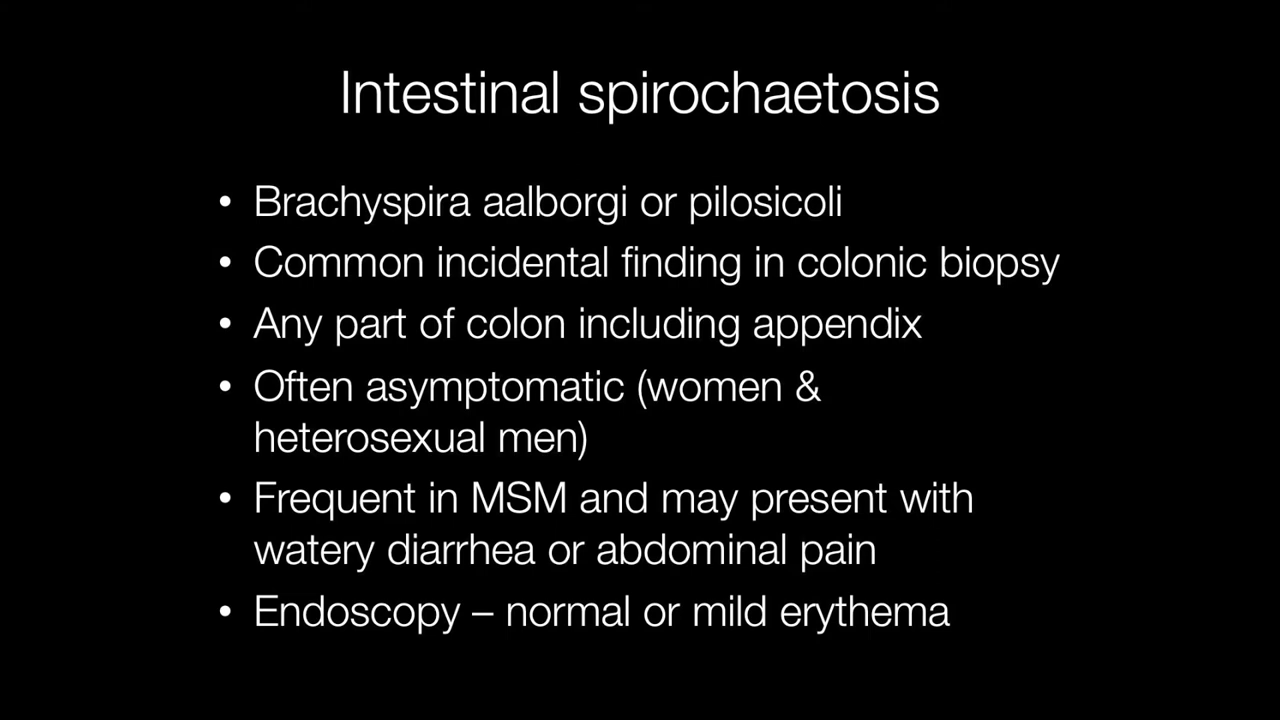 Intestinal spirochaetosis
• Brachyspira aalborgi or pilosicoli
• Common incidental finding in colonic biopsy
• Any part of colon including appendix
• Often asymptomatic (women &
heterosexual men)
• Frequent in MSM and may present with
watery diarrhea or abdominal pain
• Endoscopy – normal or mild erythema